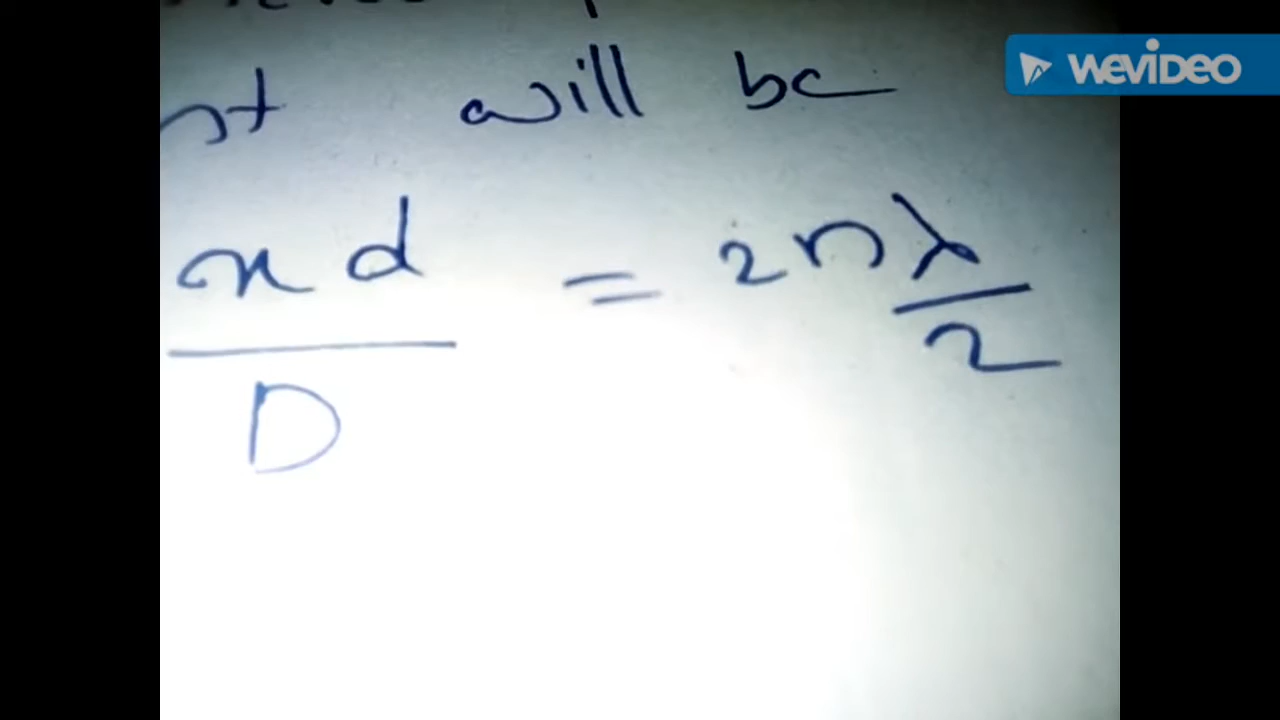 WEVIDEO
will be
xd/D = 2nλ/2